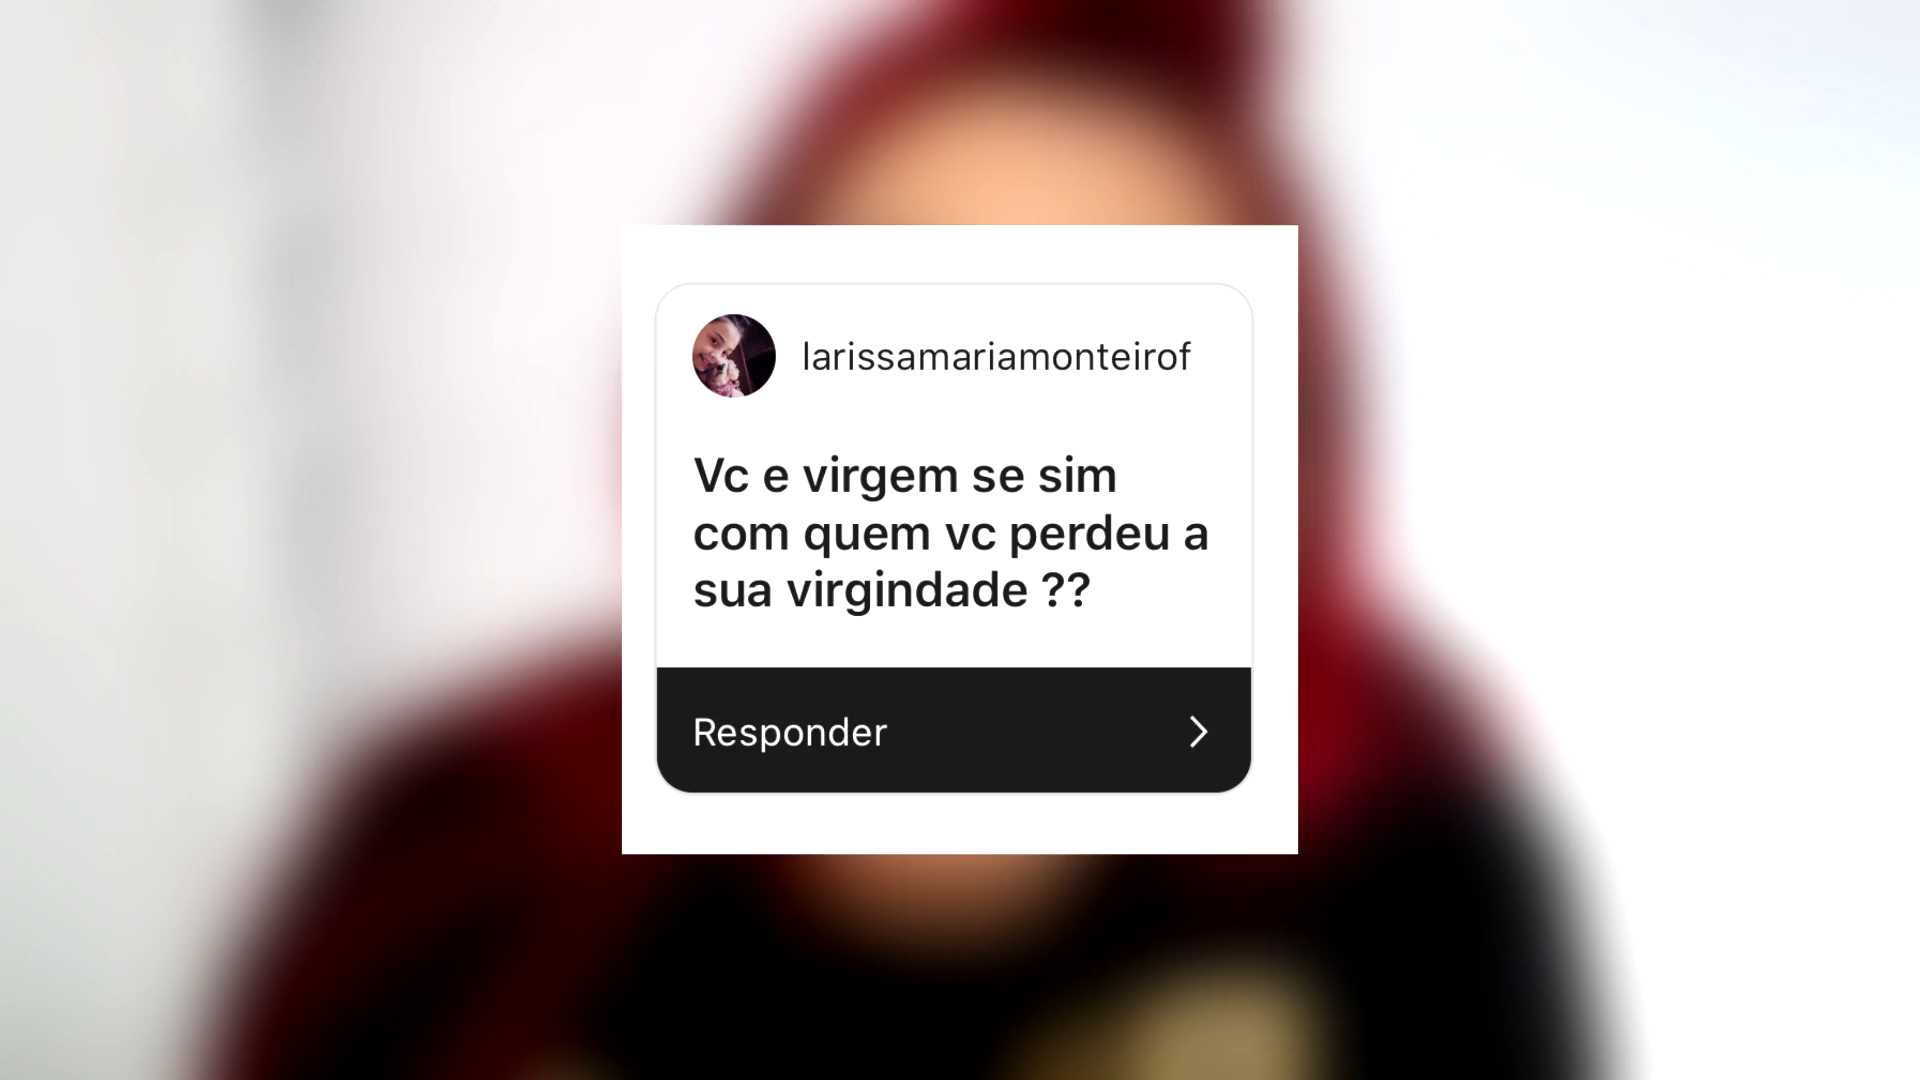 larissamariamonteirof
Vc e virgem se sim
com quem vc perdeu a
sua virgindade ??
Responder